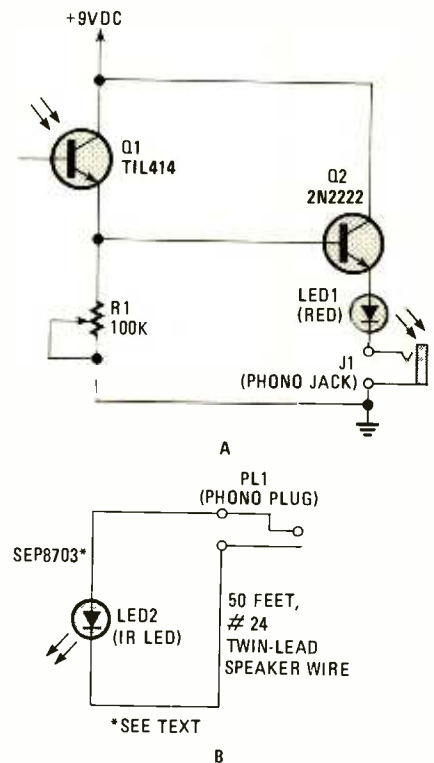 +9VDC
Q1
TIL414
Q2
2N2222
LED1
(RED)
R1
100K
J1
(PHONO JACK)
A
PL1
(PHONO PLUG)
SEP8703*
LED2
(IR LED)
50 FEET,
# 24
TWIN-LEAD
SPEAKER WIRE
*SEE TEXT
B